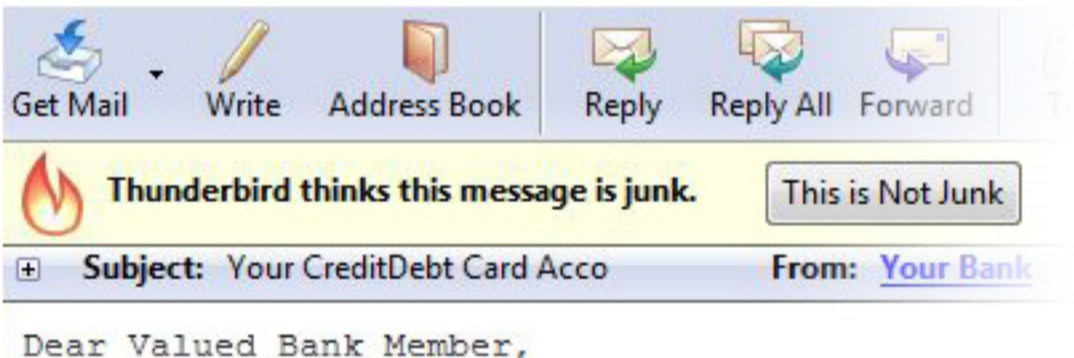 Get Mail Write Address Book Reply Reply All Forward
Thunderbird thinks this message is junk. This is Not Junk
Subject: Your CreditDebt Card Acco From: Your Bank
Dear Valued Bank Member,